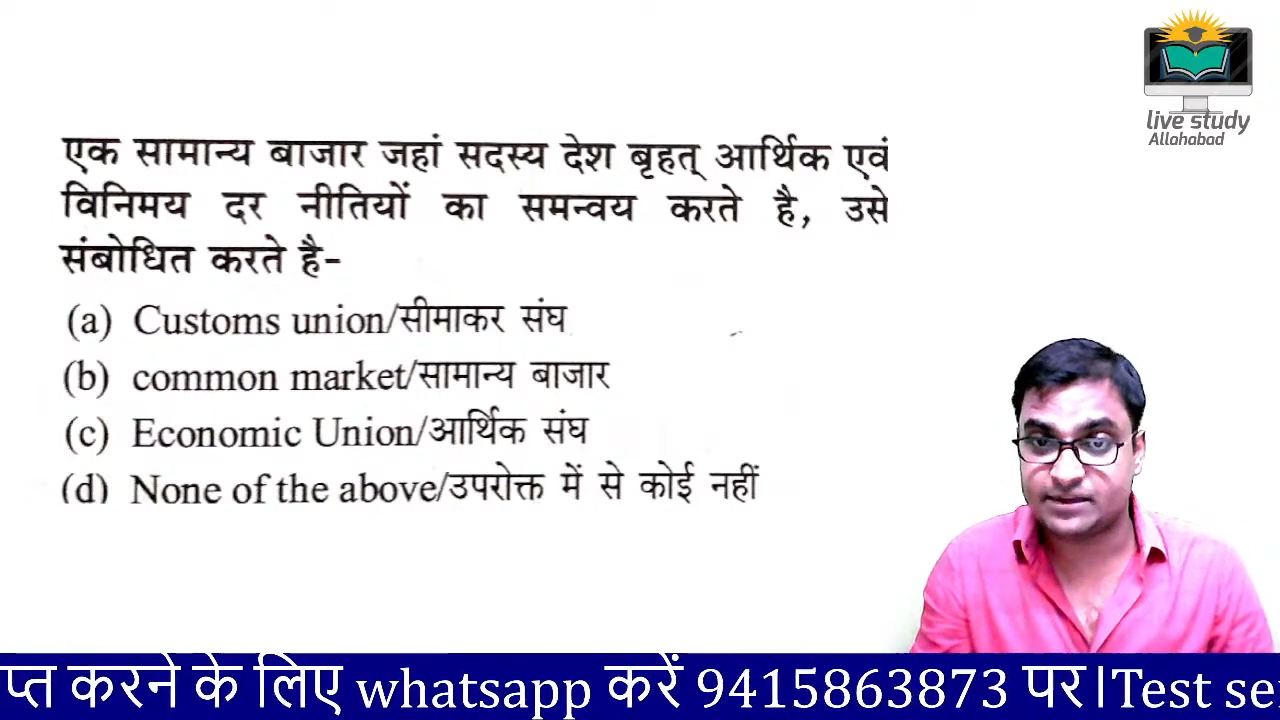 live study
Allahabad
एक सामान्य बाजार जहां सदस्य देश बृहत् आर्थिक एवं
विनिमय दर नीतियों का समन्वय करते है, उसे
संबोधित करते है-
(a) Customs union/सीमाकर संघ
(b) common market/सामान्य बाजार
(c) Economic Union/आर्थिक संघ
(d) None of the above/उपरोक्त में से कोई नहीं
प्त करने के लिए whatsapp करें 9415863873 पर।Test ser